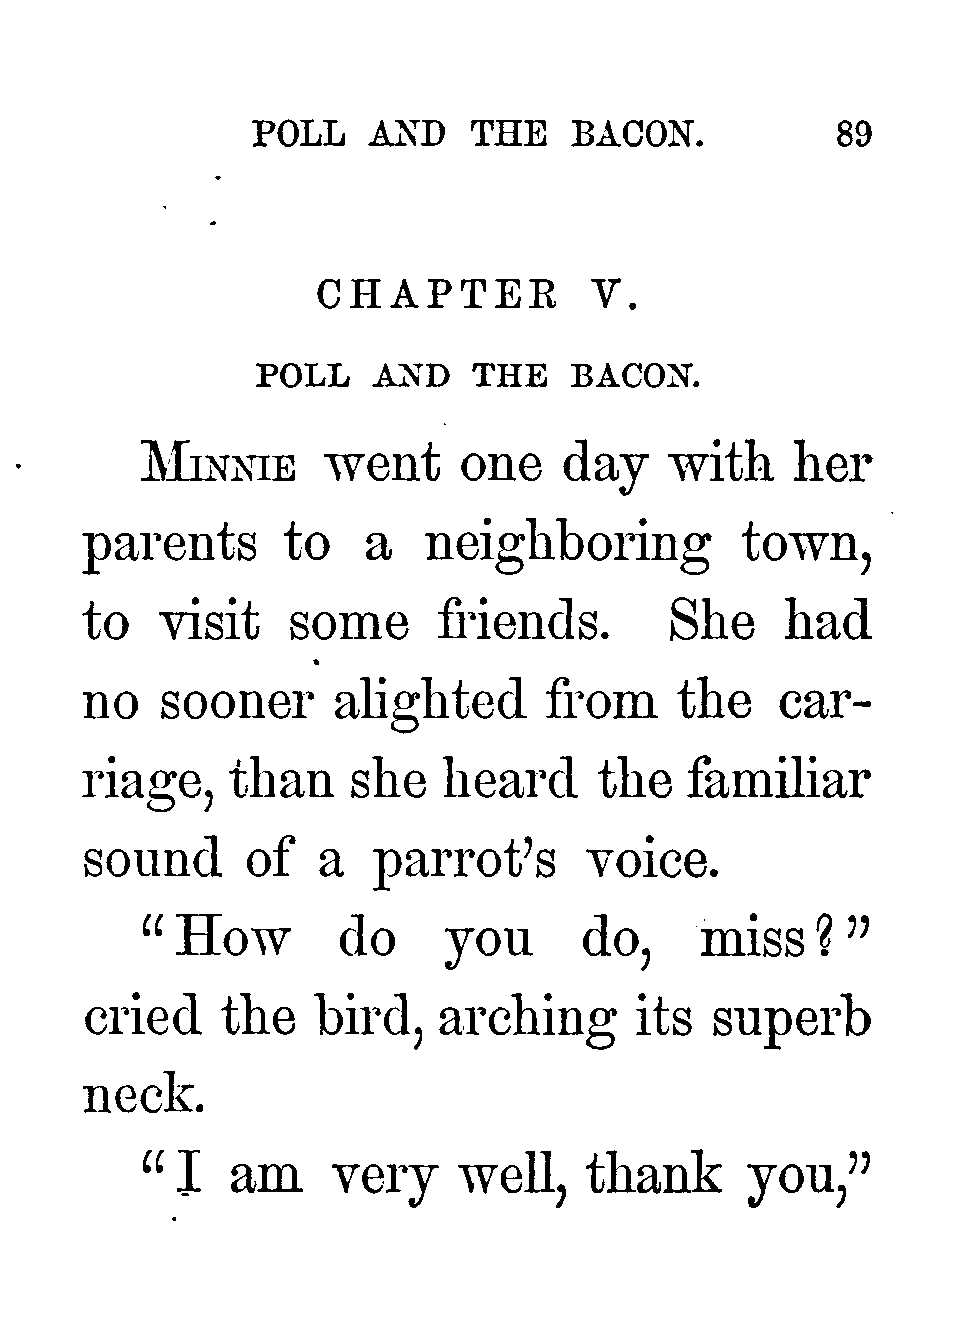 POLL AND THE BACON. 89
CHAPTER V.
POLL AND THE BACON.
MINNIE went one day with her
parents to a neighboring town,
to visit some friends. She had
no sooner alighted from the car-
riage, than she heard the familiar
sound of a parrot's voice.
"How do you do, miss?"
cried the bird, arching its superb
neck.
"I am very well, thank you,"